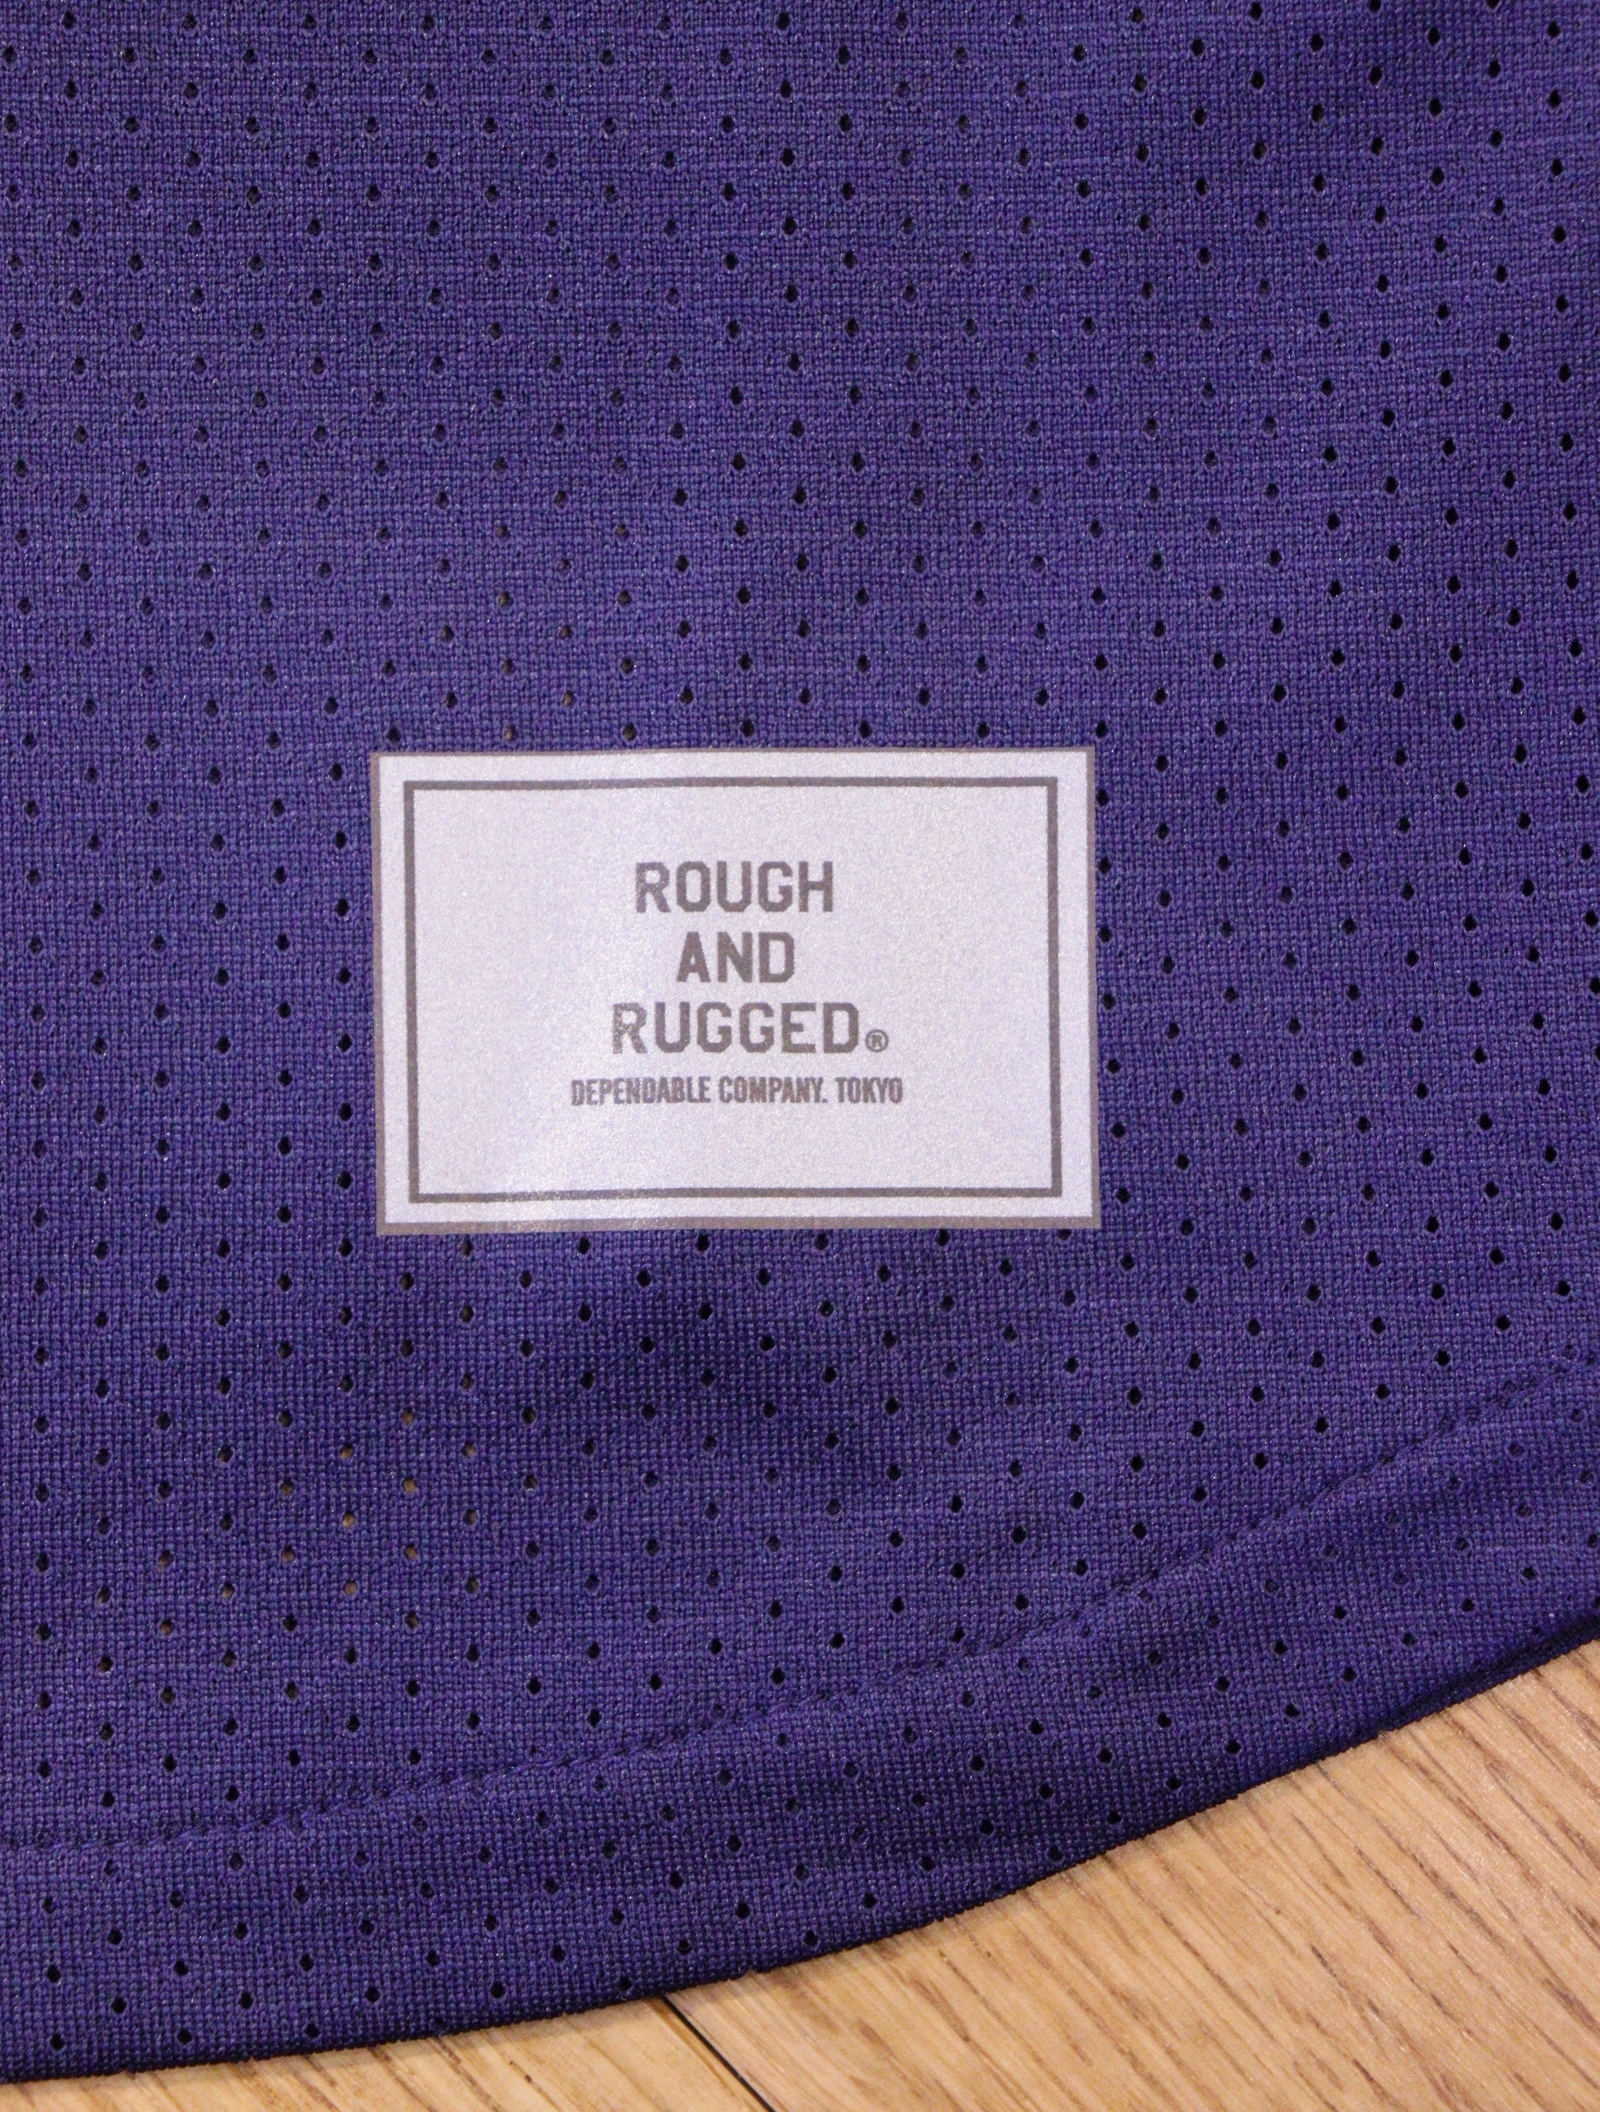 ROUGH
AND
RUGGED®
DEPENDABLE COMPANY. TOKYO